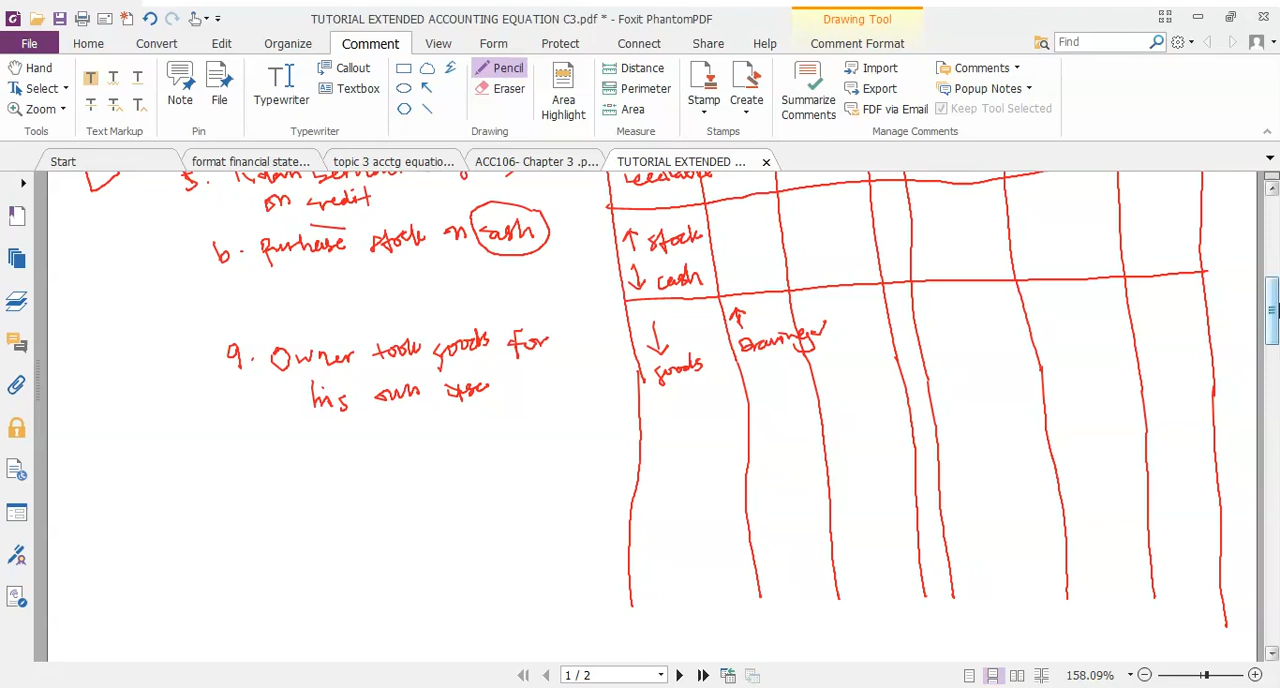 TUTORIAL EXTENDED ACCOUNTING EQUATION C3.pdf * - Foxit PhantomPDF
Drawing Tool
File Home Convert Edit Organize Comment View Form Protect Connect Share Help Comment Format Find
Hand Select Zoom Tools
T T T T T T Text Markup
Note File Pin
Typewriter Callout Textbox Typewriter
Pencil Eraser Drawing
Area Highlight
Distance Perimeter Area Measure
Stamp Create Stamps
Summarize Comments Import Export FDF via Email Comments Popup Notes Keep Tool Selected Manage Comments
Start format financial state... topic 3 acctg equatio... ACC106- Chapter 3 .p... TUTORIAL EXTENDED ...
5.
on credit
6. Purchase stock on cash
↑ stock
↓ cash
9. Owner took goods for
his own use
↓ goods
↑ Drawings
1 / 2
158.09%